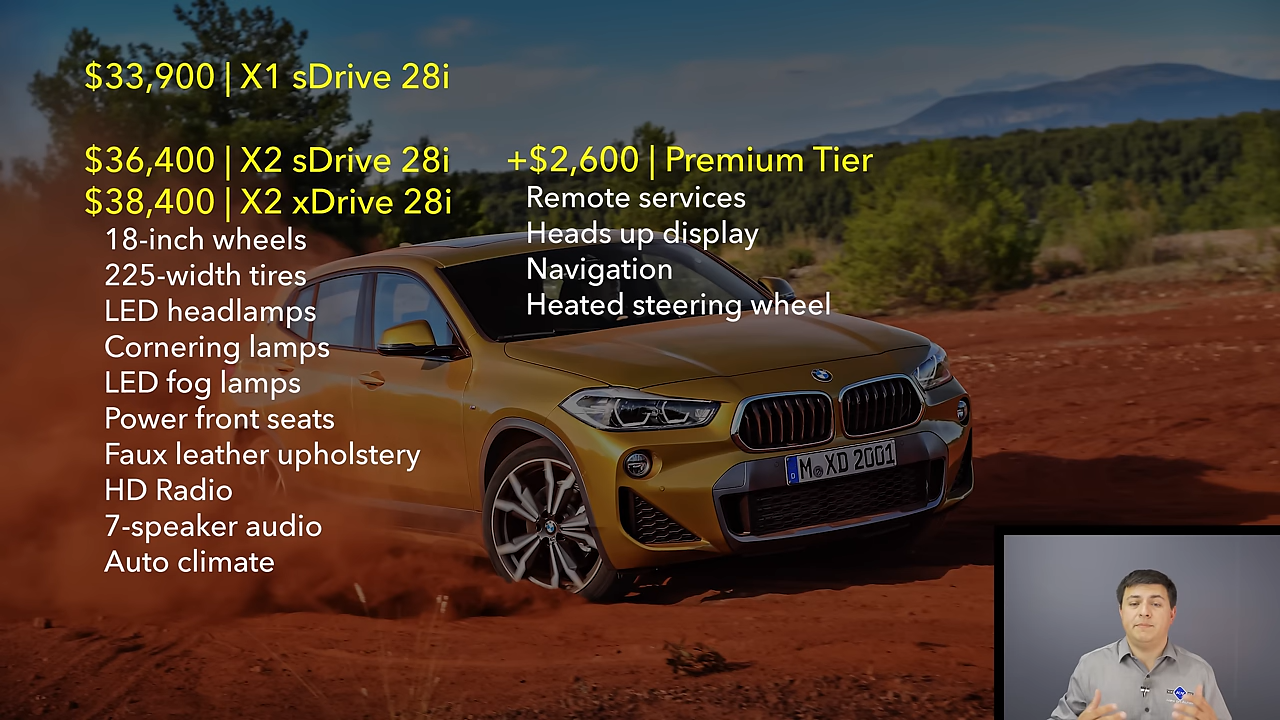 $33,900 | X1 sDrive 28i
$36,400 | X2 sDrive 28i
$38,400 | X2 xDrive 28i
18-inch wheels
225-width tires
LED headlamps
Cornering lamps
LED fog lamps
Power front seats
Faux leather upholstery
HD Radio
7-speaker audio
Auto climate
+$2,600 | Premium Tier
Remote services
Heads up display
Navigation
Heated steering wheel
M XD 2001